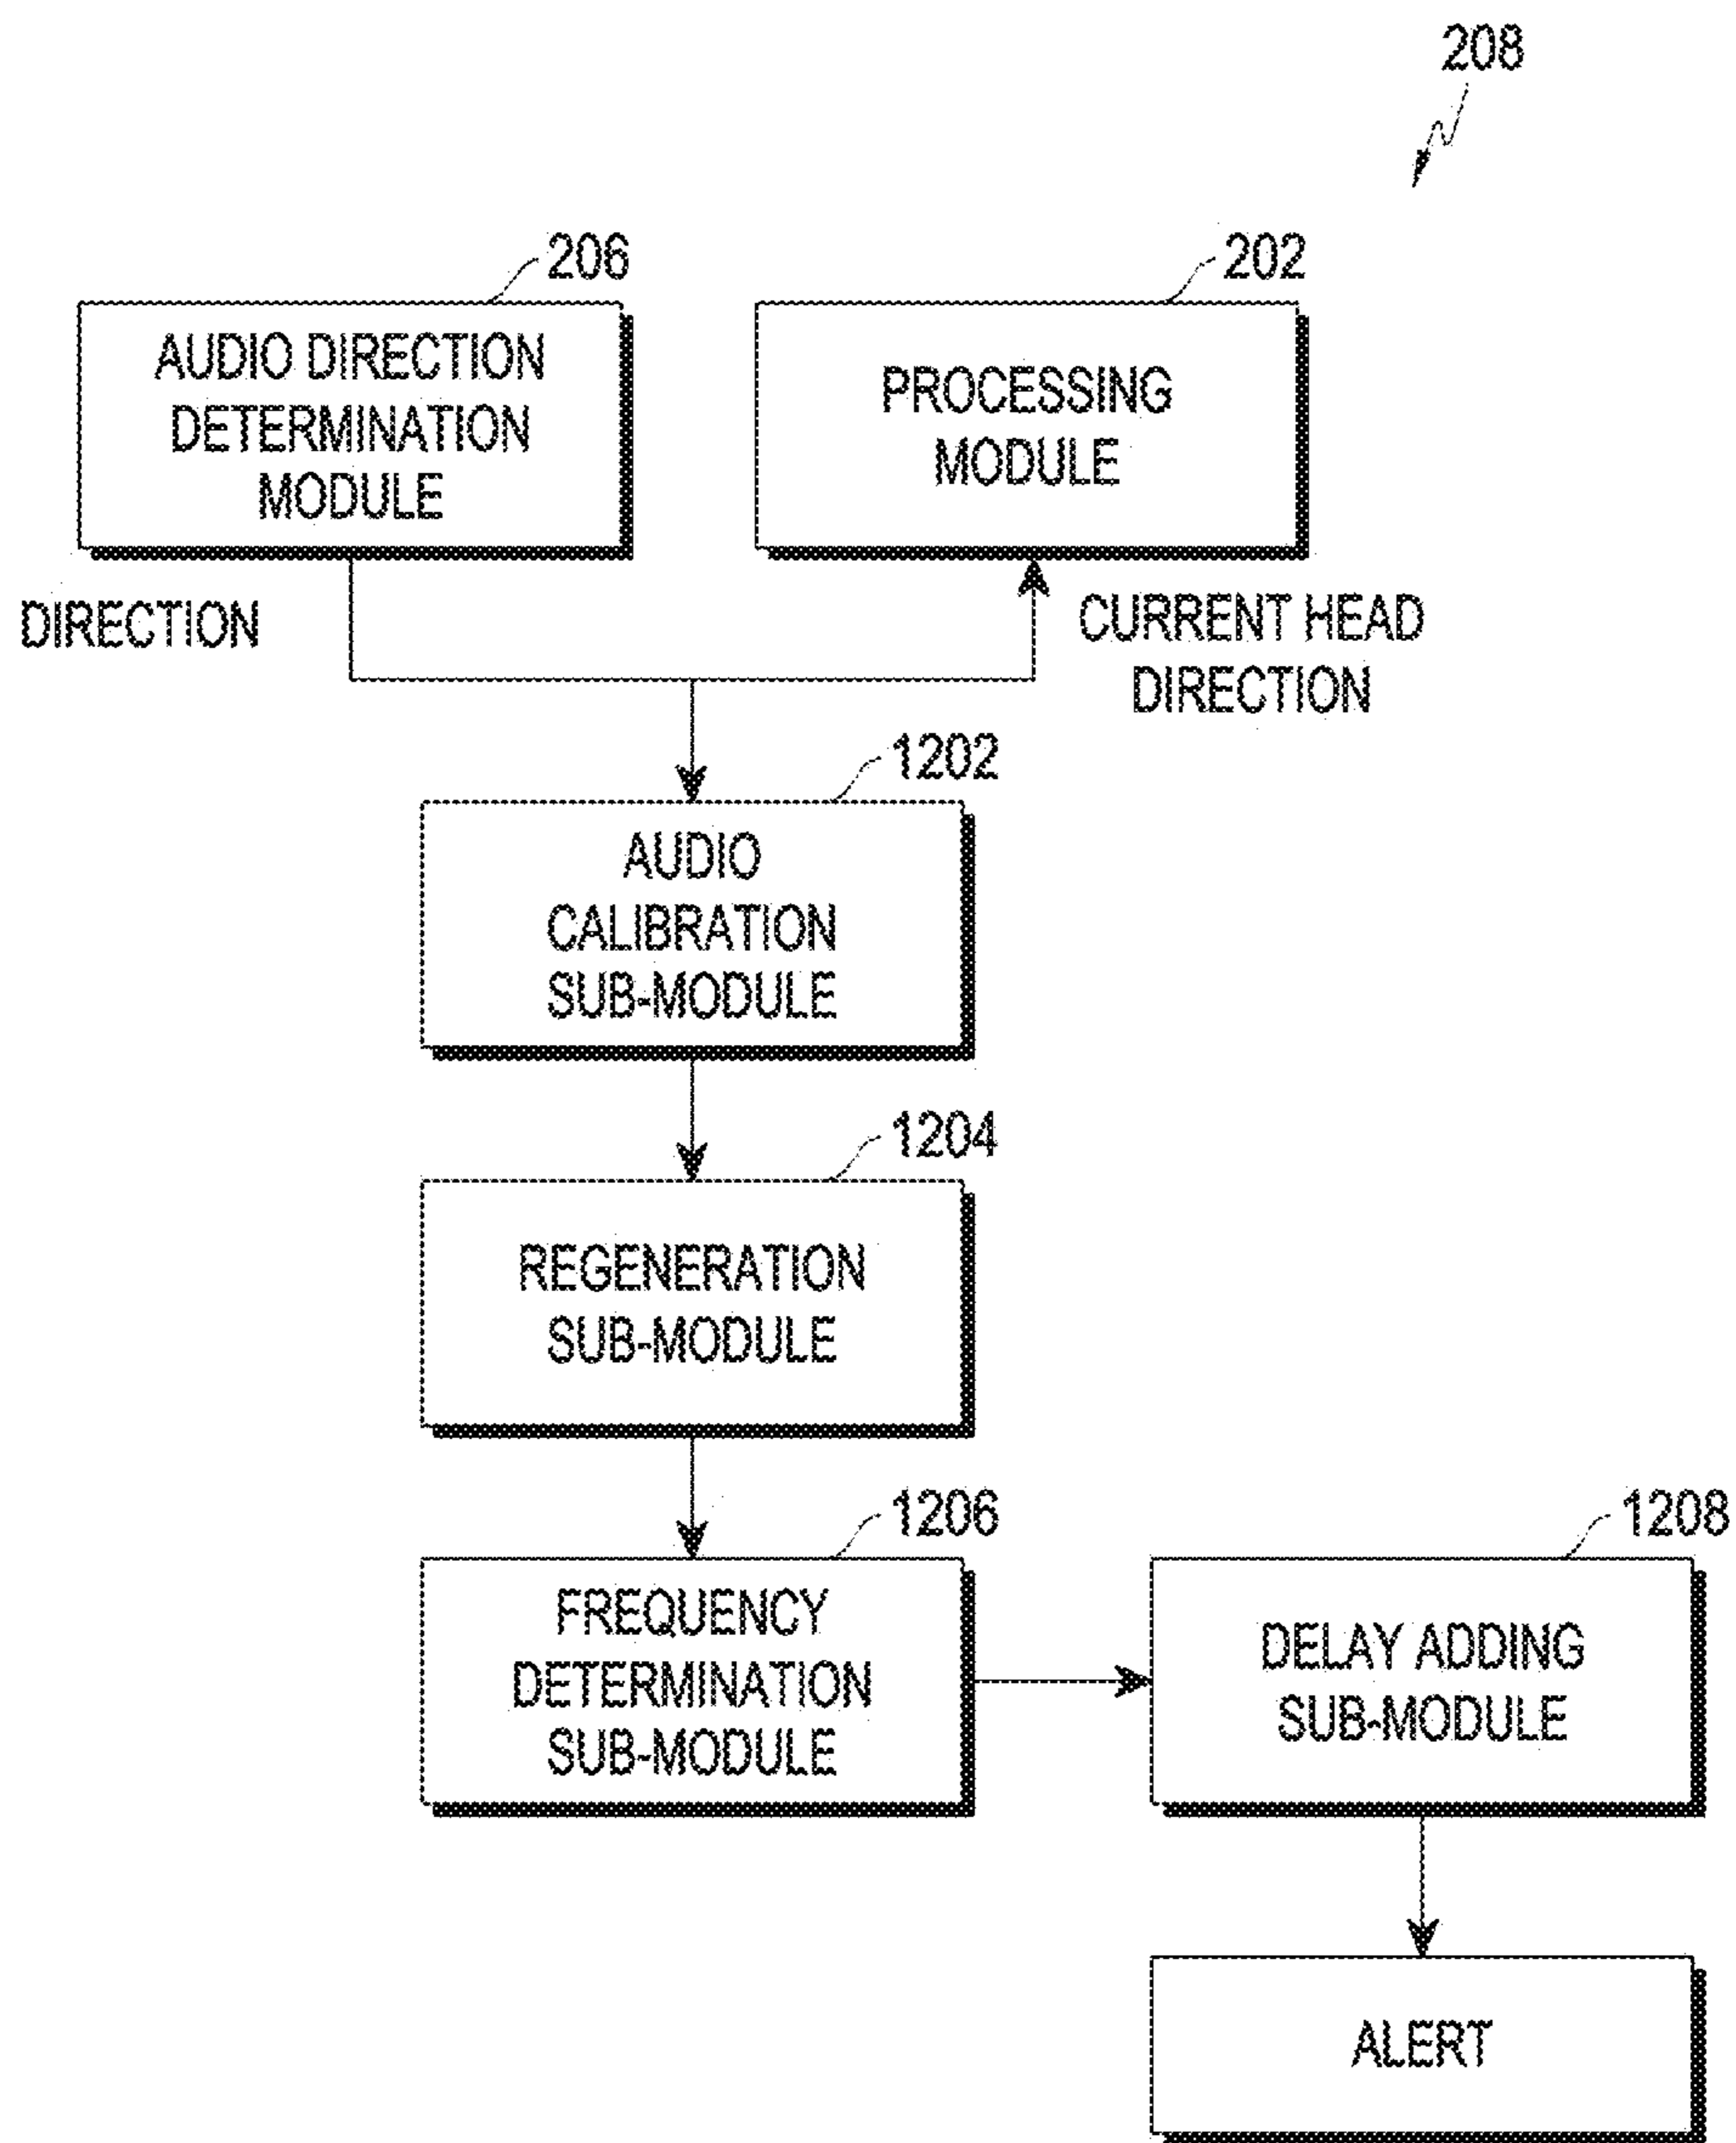 208
206
202
AUDIO DIRECTION
DETERMINATION
MODULE
PROCESSING
MODULE
DIRECTION
CURRENT HEAD
DIRECTION
1202
AUDIO
CALIBRATION
SUB-MODULE
1204
REGENERATION
SUB-MODULE
1206
FREQUENCY
DETERMINATION
SUB-MODULE
1208
DELAY ADDING
SUB-MODULE
ALERT